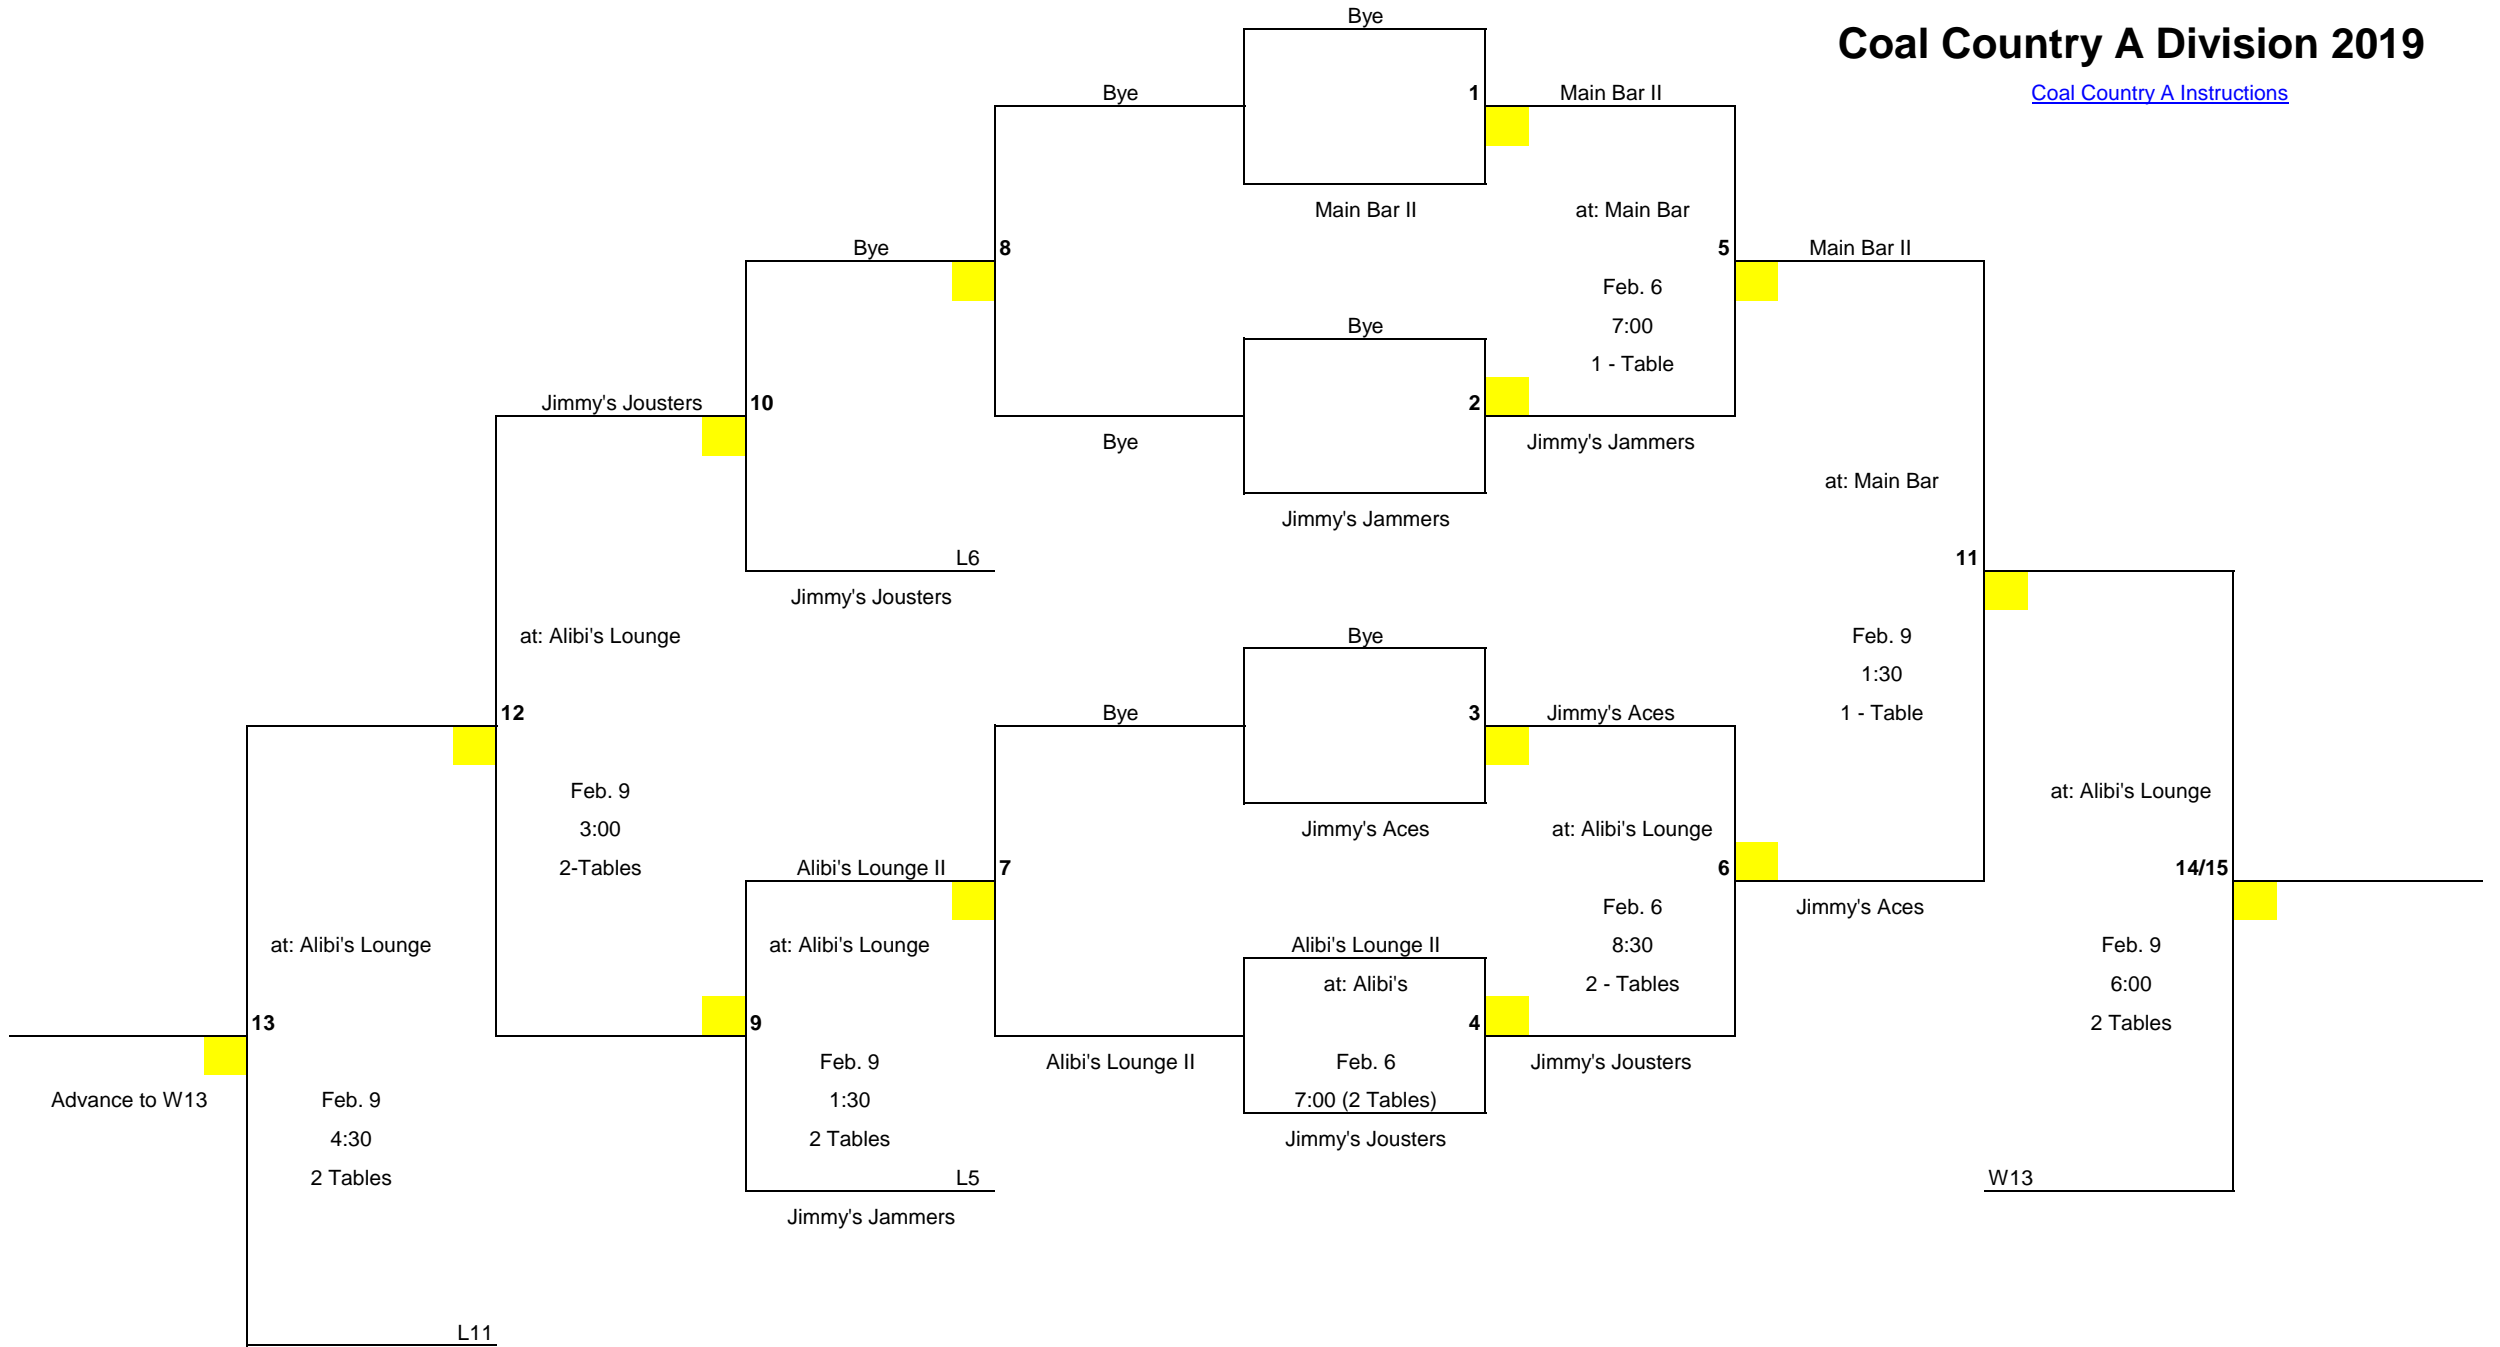 Bye
Coal Country A Division 2019
Bye
1
Main Bar II
Coal Country A Instructions
Main Bar II
at: Main Bar
Bye
8
5
Main Bar II
Feb. 6
Bye
7:00
1 - Table
Jimmy's Jousters
10
2
Bye
Jimmy's Jammers
at: Main Bar
Jimmy's Jammers
L6
11
Jimmy's Jousters
at: Alibi's Lounge
Bye
Feb. 9
1:30
12
Bye
3
Jimmy's Aces
1 - Table
Feb. 9
at: Alibi's Lounge
3:00
Jimmy's Aces
at: Alibi's Lounge
2-Tables
Alibi's Lounge II
7
6
14/15
Feb. 6
Jimmy's Aces
at: Alibi's Lounge
at: Alibi's Lounge
Alibi's Lounge II
8:30
Feb. 9
at: Alibi's
2 - Tables
6:00
13
9
4
2 Tables
Feb. 9
Alibi's Lounge II
Feb. 6
Jimmy's Jousters
Advance to W13
Feb. 9
1:30
7:00 (2 Tables)
4:30
2 Tables
Jimmy's Jousters
2 Tables
L5
W13
Jimmy's Jammers
L11